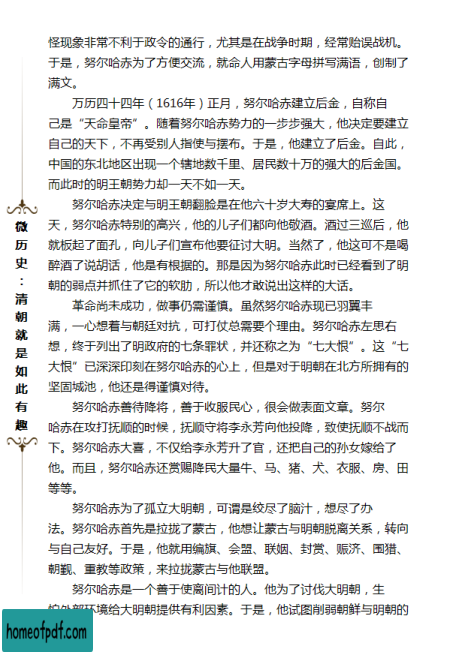 怪现象非常不利于政令的通行，尤其是在战争时期，经常贻误战机。
于是，努尔哈赤为了方便交流，就命人用蒙古字母拼写满语，创制了
满文。
万历四十四年（1616年）正月，努尔哈赤建立后金，自称自
己是“天命皇帝”。随着努尔哈赤势力的一步步强大，他决定要建立
自己的天下，不再受别人指使与摆布。于是，他建立了后金。自此，
中国的东北地区出现一个辖地数千里、居民数十万的强大的后金国。
而此时的明王朝势力却一天不如一天。
努尔哈赤决定与明王朝翻脸是在他六十岁大寿的宴席上。这
天，努尔哈赤特别的高兴，他的儿子们都向他敬酒。酒过三巡后，他
就板起了面孔，向儿子们宣布他要征讨大明。当然了，他这可不是喝
醉酒了说胡话，他是有根据的。那是因为努尔哈赤此时已经看到了明
朝的弱点并抓住了它的软肋，所以他才敢说出这样的大话。
革命尚未成功，做事仍需谨慎。虽然努尔哈赤现已羽翼丰
满，一心想着与朝廷对抗，可打仗总需要个理由。努尔哈赤左思右
想，终于列出了明政府的七条罪状，并还称之为“七大恨”。这“七
大恨”已深深印刻在努尔哈赤的心上，但是对于明朝在北方所拥有的
坚固城池，他还是得谨慎对待。
努尔哈赤善待降将，善于收服民心，很会做表面文章。努尔
哈赤在攻打抚顺的时候，抚顺守将李永芳向他投降，致使抚顺不战而
下。努尔哈赤大喜，不仅给李永芳升了官，还把自己的孙女嫁给了
他。而且，努尔哈赤还赏赐降民大量牛、马、猪、犬、衣服、房、田
等等。
努尔哈赤为了孤立大明朝，可谓是绞尽了脑汁，想尽了办
法。努尔哈赤首先是拉拢了蒙古，他想让蒙古与明朝脱离关系，转向
与自己友好。于是，他就用编旗、会盟、联姻、封赏、赈济、围猎、
朝觐、重教等政策，来拉拢蒙古与他联盟。
努尔哈赤是一个善于使离间计的人。他为了讨伐大明朝，生
怕外部环境给大明朝提供有利因素。于是，他试图削弱朝鲜与明朝的
微历史：清朝就是如此有趣
homeofpdf.com